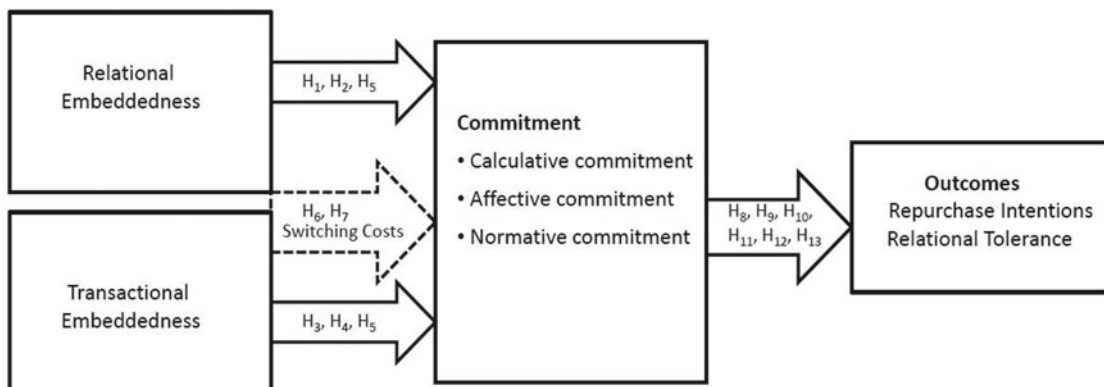 Relational
Embeddedness
H₁, H₂, H₅
H₆, H₇
Switching Costs
Transactional
Embeddedness
H₃, H₄, H₅
Commitment
• Calculative commitment
• Affective commitment
• Normative commitment
H₈, H₉, H₁₀,
H₁₁, H₁₂, H₁₃
Outcomes
Repurchase Intentions
Relational Tolerance